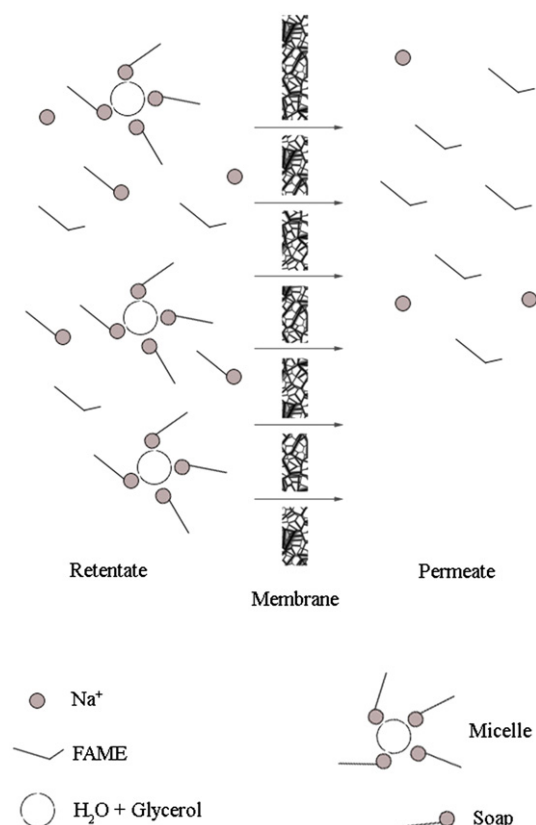 Retentate
Permeate
Membrane
Na⁺
FAME
Micelle
H₂O + Glycerol
Soap